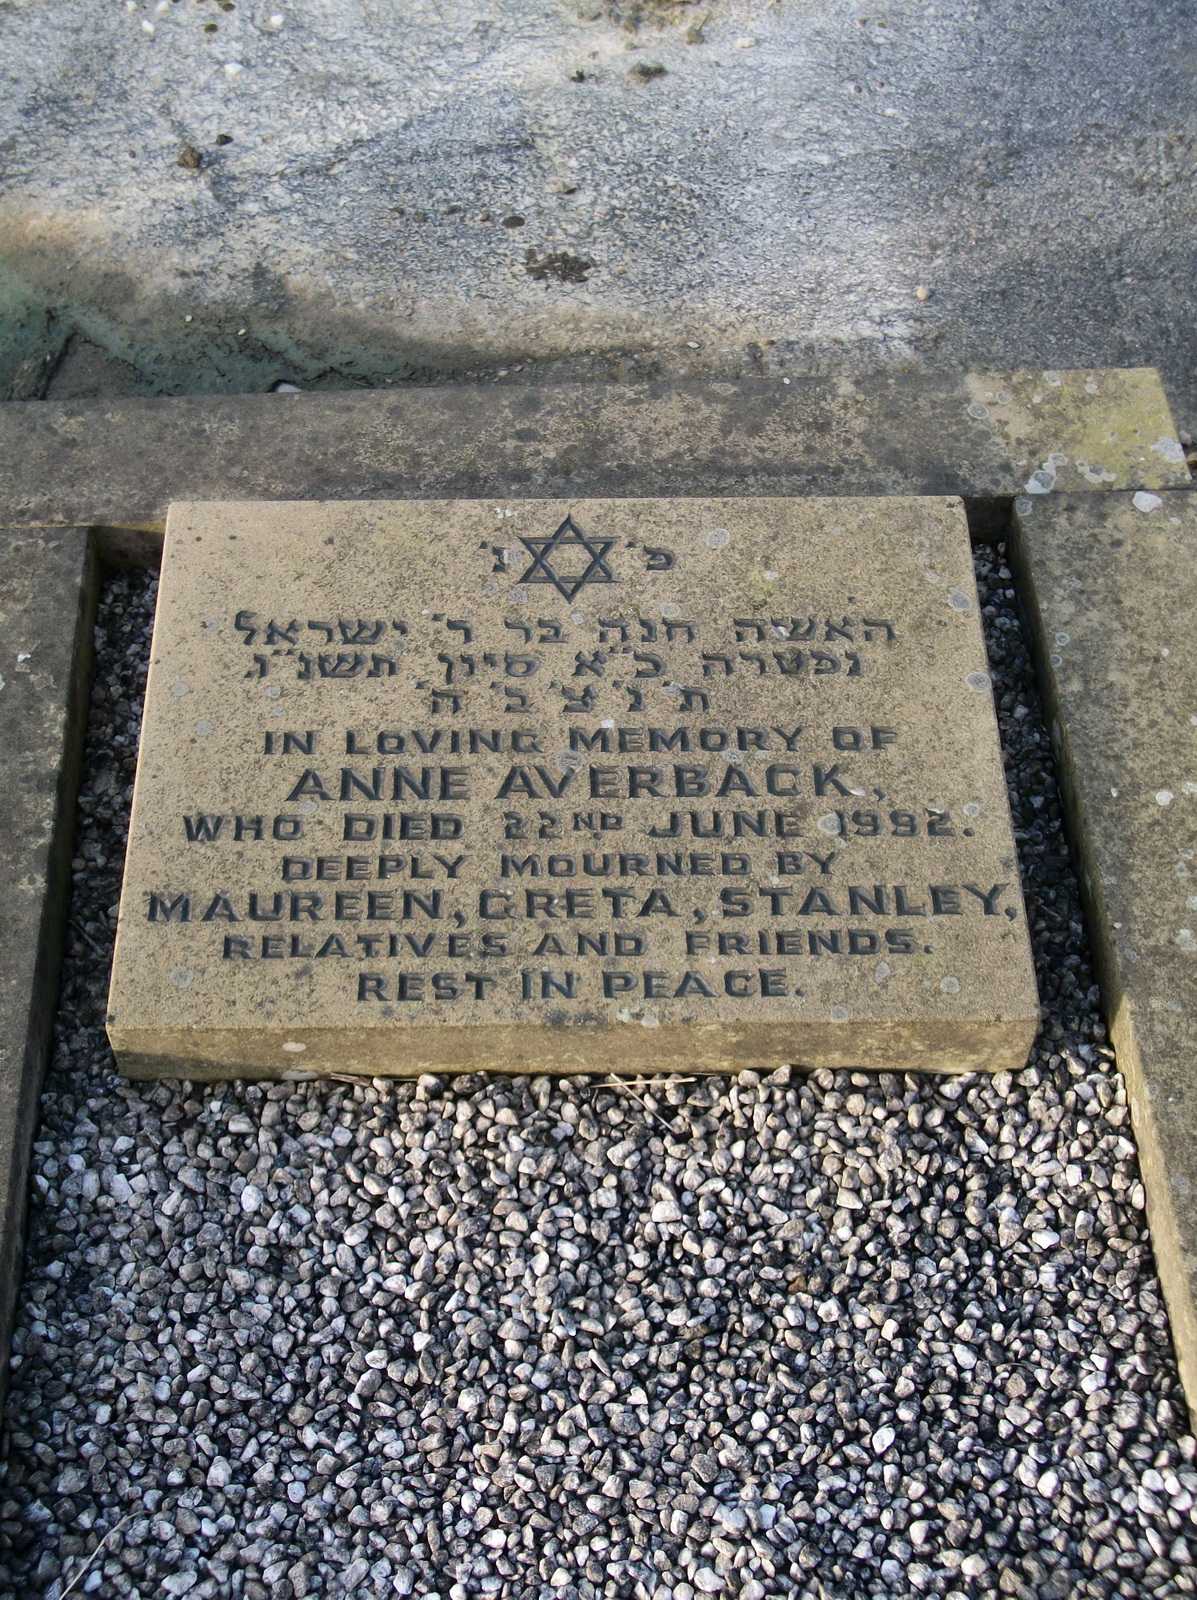 פ׳ נ׳
האשה חנה בר ר׳ ישראל
נפטרה כ״א סיון תשנ״ב
ת׳ נ׳ צ׳ ב׳ ה׳
IN LOVING MEMORY OF
ANNE AVERBACK,
WHO DIED 22ND JUNE 1992.
DEEPLY MOURNED BY
MAUREEN, GRETA, STANLEY,
RELATIVES AND FRIENDS.
REST IN PEACE.